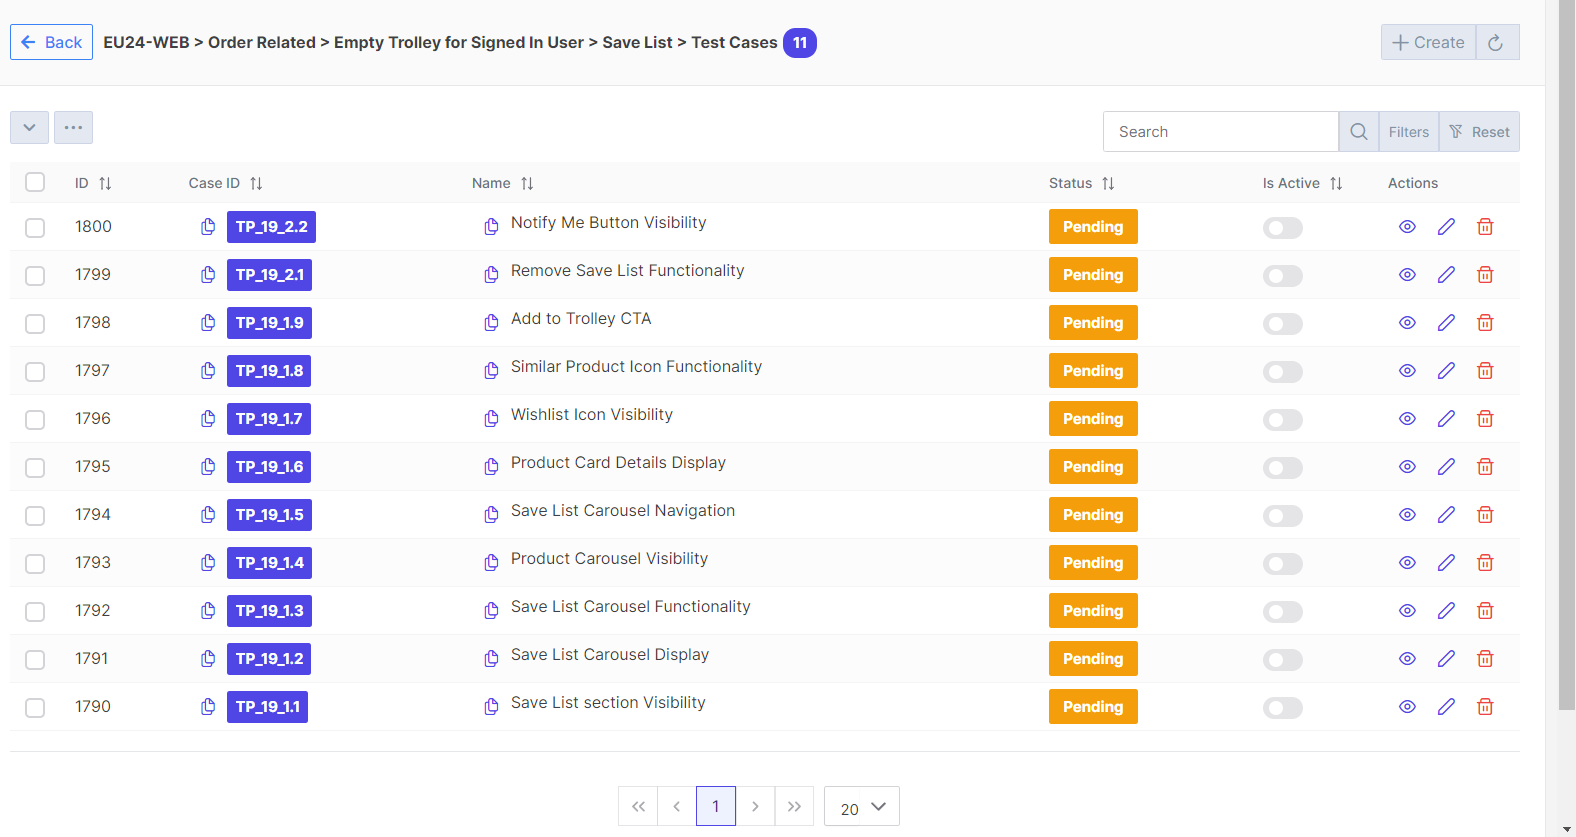 Back EU24-WEB > Order Related > Empty Trolley for Signed In User > Save List > Test Cases 11 Create
Search Filters Reset
ID Case ID Name Status Is Active Actions
1800 TP_19_2.2 Notify Me Button Visibility Pending
1799 TP_19_2.1 Remove Save List Functionality Pending
1798 TP_19_1.9 Add to Trolley CTA Pending
1797 TP_19_1.8 Similar Product Icon Functionality Pending
1796 TP_19_1.7 Wishlist Icon Visibility Pending
1795 TP_19_1.6 Product Card Details Display Pending
1794 TP_19_1.5 Save List Carousel Navigation Pending
1793 TP_19_1.4 Product Carousel Visibility Pending
1792 TP_19_1.3 Save List Carousel Functionality Pending
1791 TP_19_1.2 Save List Carousel Display Pending
1790 TP_19_1.1 Save List section Visibility Pending
1 20